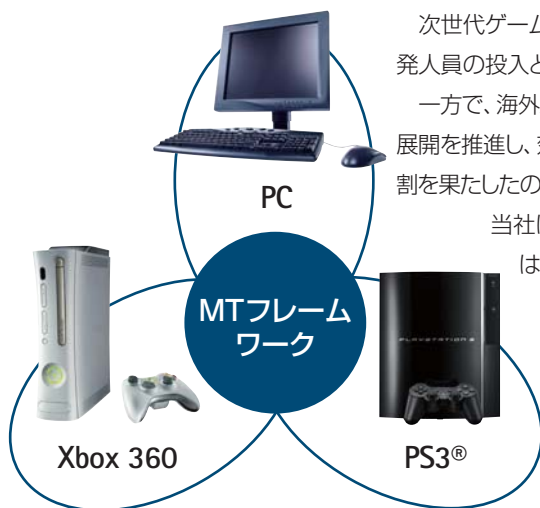 次世代ゲーム
発人員の投入と
一方で、海外
展開を推進し、
割を果たしたの
当社に
は
PC
MTフレーム
ワーク
PLAYSTATION 3
Xbox 360
PS3®